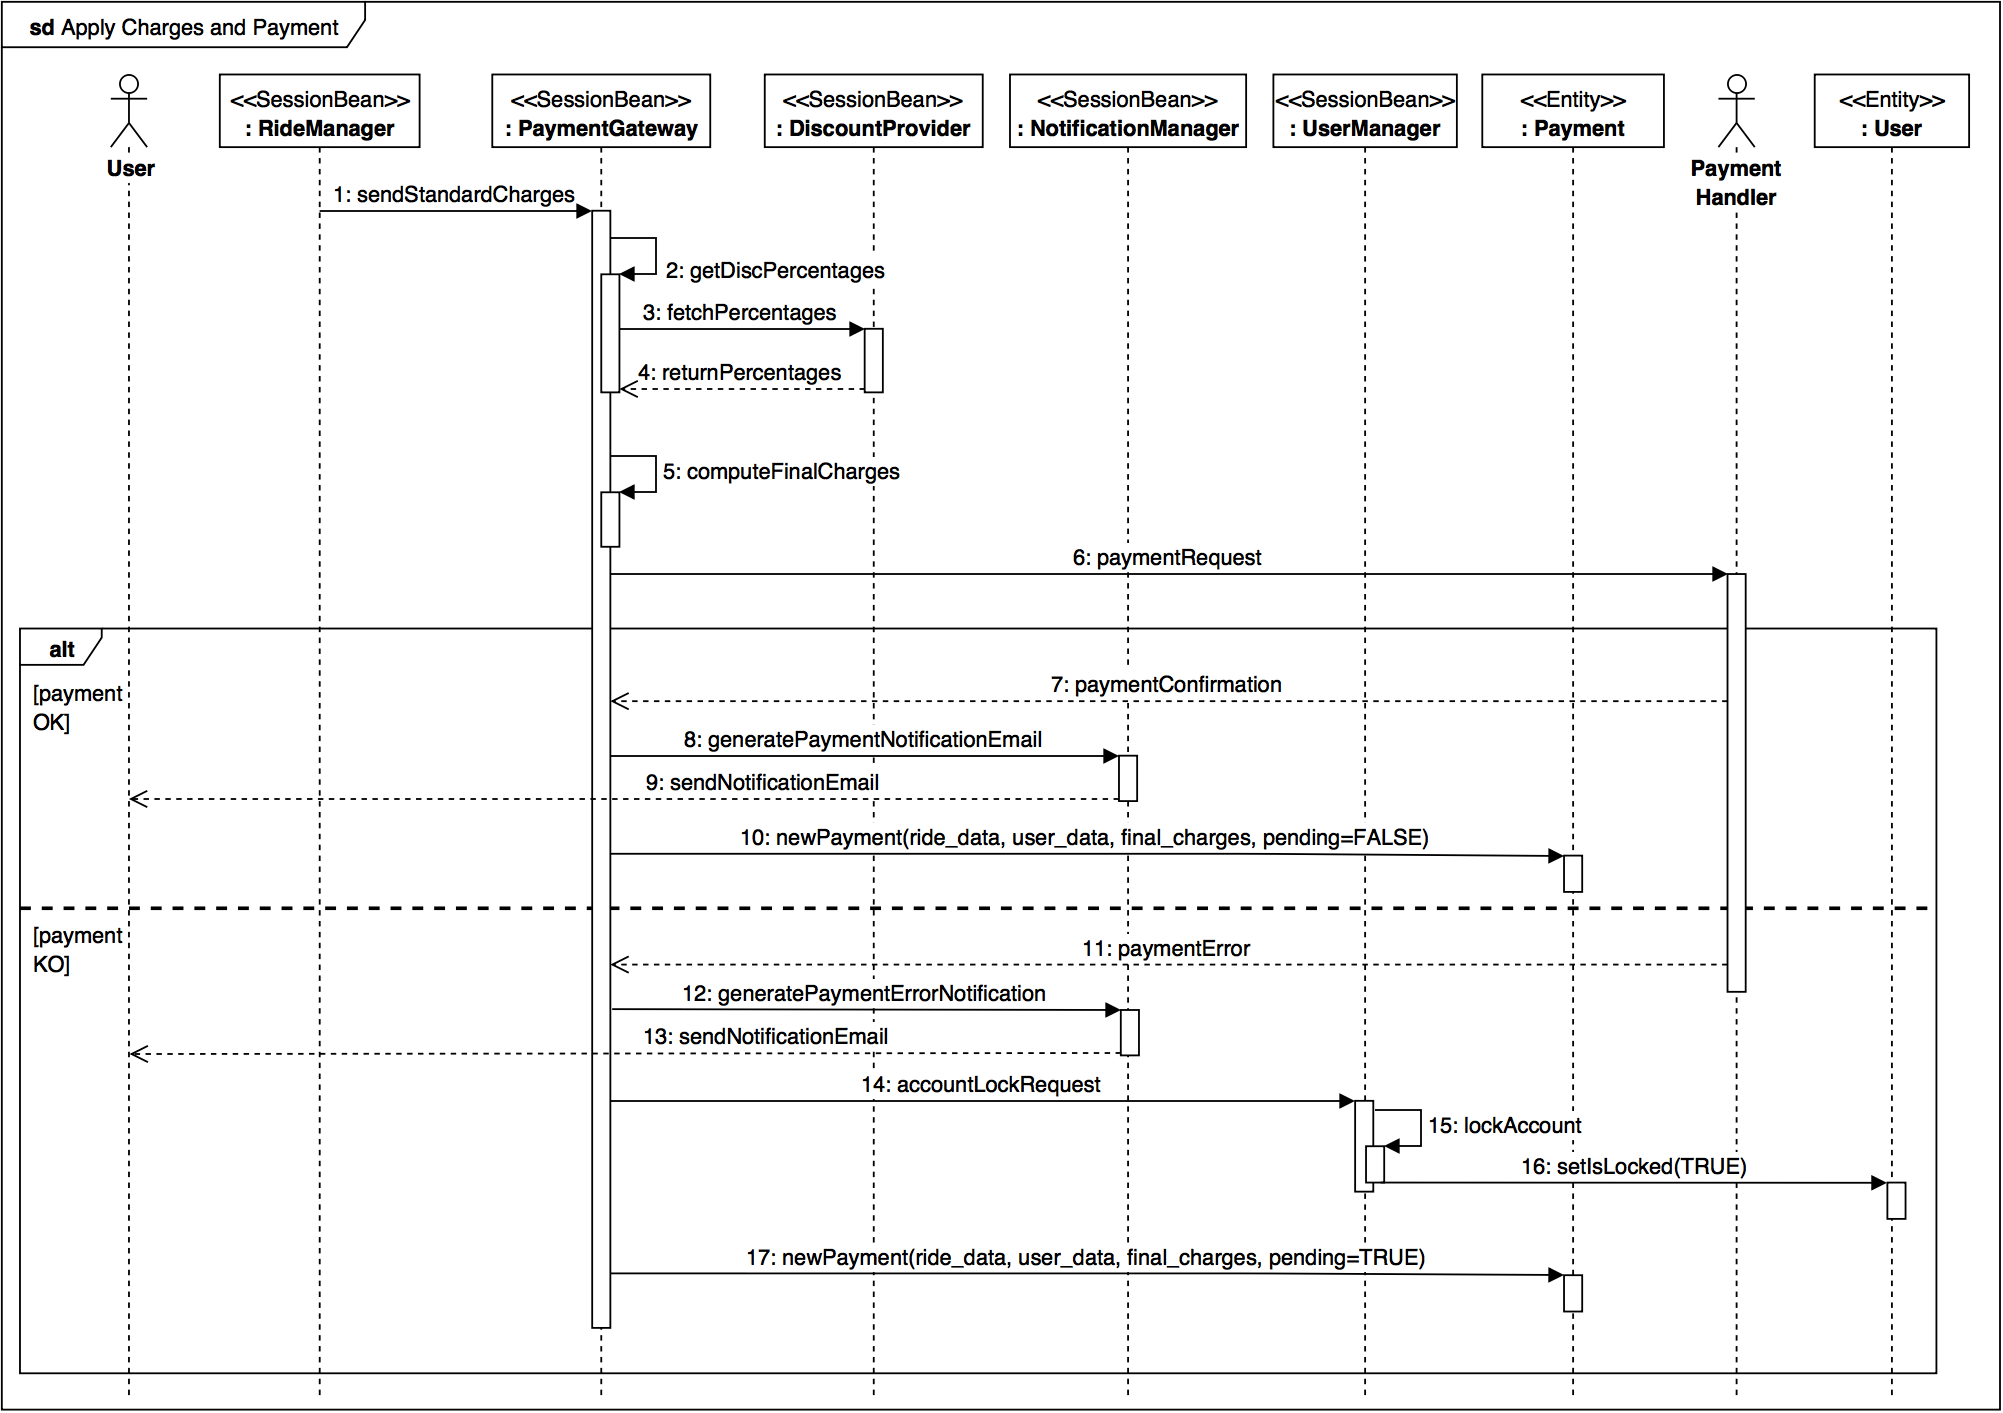 sd Apply Charges and Payment
User
<<SessionBean>>
: RideManager
<<SessionBean>>
: PaymentGateway
<<SessionBean>>
: DiscountProvider
<<SessionBean>>
: NotificationManager
<<SessionBean>>
: UserManager
<<Entity>>
: Payment
Payment
Handler
<<Entity>>
: User
1: sendStandardCharges
2: getDiscPercentages
3: fetchPercentages
4: returnPercentages
5: computeFinalCharges
6: paymentRequest
alt
[payment
OK]
7: paymentConfirmation
8: generatePaymentNotificationEmail
9: sendNotificationEmail
10: newPayment(ride_data, user_data, final_charges, pending=FALSE)
[payment
KO]
11: paymentError
12: generatePaymentErrorNotification
13: sendNotificationEmail
14: accountLockRequest
15: lockAccount
16: setIsLocked(TRUE)
17: newPayment(ride_data, user_data, final_charges, pending=TRUE)